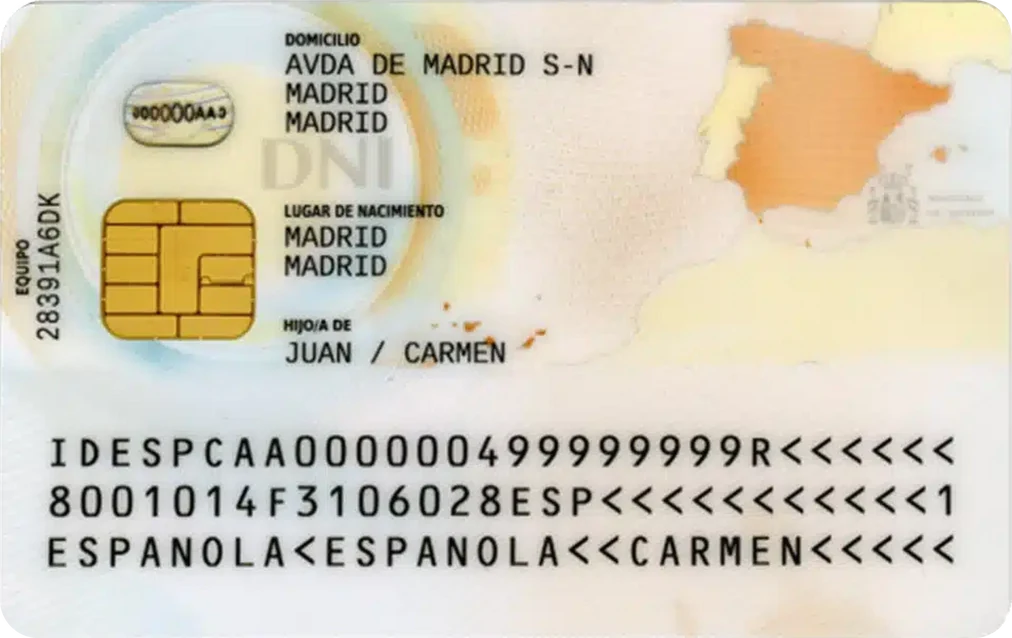 DOMICILIO
AVDA DE MADRID S-N
MADRID
MADRID
DNI
LUGAR DE NACIMIENTO
MADRID
MADRID
HIJO/A DE
JUAN / CARMEN
EQUIPO
28391A6DK
IDESPCAA000000499999999R<<<<<<
8001014F3106028ESP<<<<<<<<<<<1
ESPANOLA<ESPANOLA<<CARMEN<<<<<